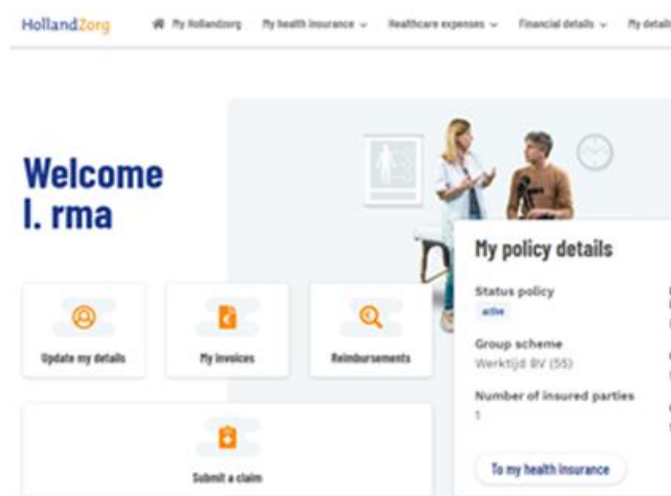 HollandZorg
My Hollandzorg My health insurance Healthcare expenses Financial details My details
Welcome
I. rma
My policy details
Status policy
active
Group scheme
Werktijd BV (55)
Number of insured parties
1
To my health insurance
Update my details
My invoices
Reimbursements
Submit a claim